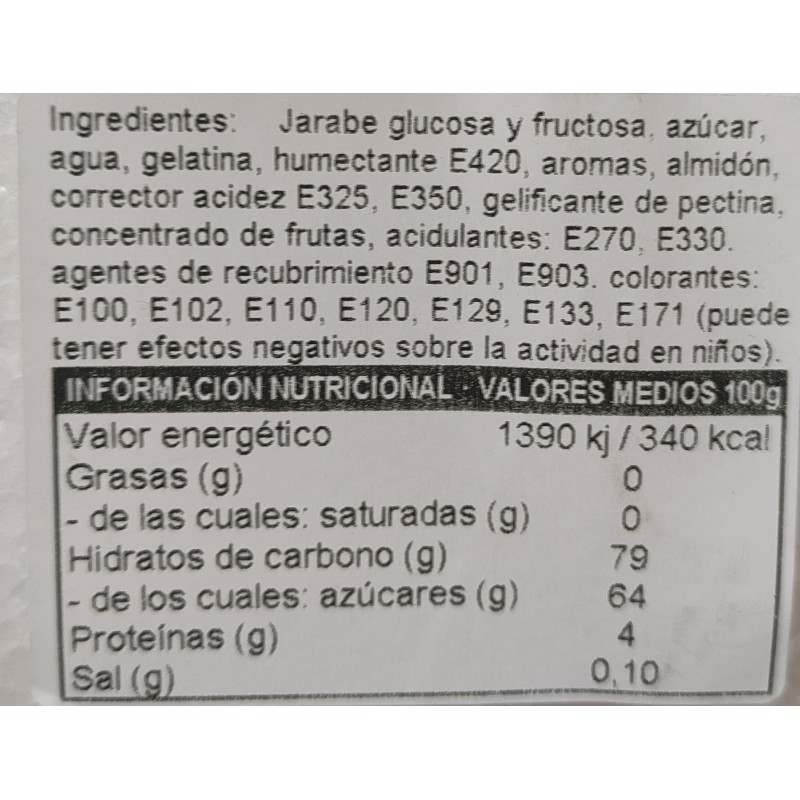 Ingredientes: Jarabe glucosa y fructosa, azúcar,
agua, gelatina, humectante E420, aromas, almidón,
corrector acidez E325, E350, gelificante de pectina,
concentrado de frutas, acidulantes: E270, E330.
agentes de recubrimiento E901, E903. colorantes:
E100, E102, E110, E120, E129, E133, E171 (puede
tener efectos negativos sobre la actividad en niños).
INFORMACIÓN NUTRICIONAL - VALORES MEDIOS 100g
Valor energético 1390 kj / 340 kcal
Grasas (g) 0
- de las cuales: saturadas (g) 0
Hidratos de carbono (g) 79
- de los cuales: azúcares (g) 64
Proteínas (g) 4
Sal (g) 0,10